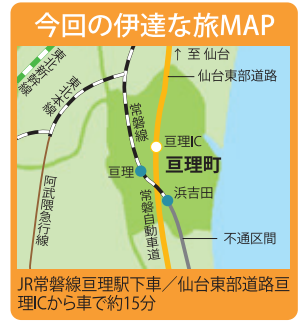 今回の伊達な旅MAP
↑至 仙台
東北新幹線
東北本線
仙台東部道路
常磐線
亘理IC
亘理町
亘理
浜吉田
阿武隈急行線
常磐自動車道
不通区間
JR常磐線亘理駅下車／仙台東部道路亘
理ICから車で約15分